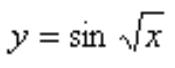 y = sin √x